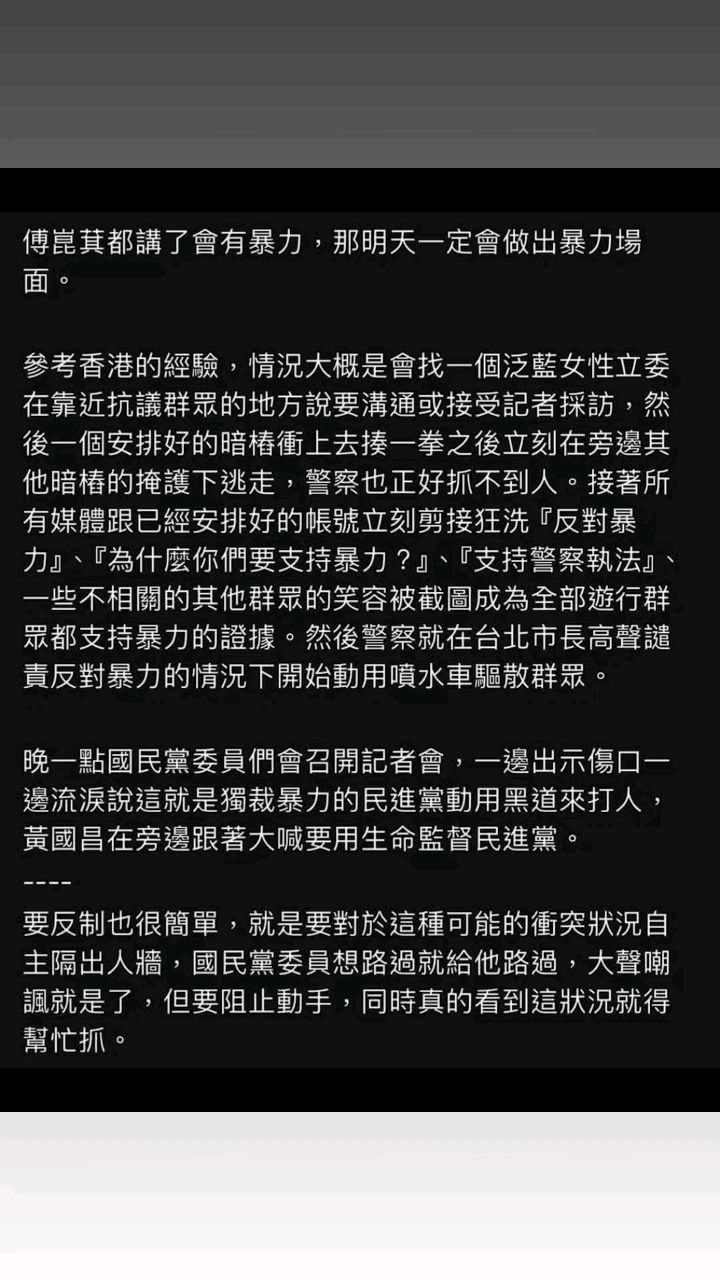 傅崑萁都講了會有暴力，那明天一定會做出暴力場
面。
參考香港的經驗，情況大概是會找一個泛藍女性立委
在靠近抗議群眾的地方說要溝通或接受記者採訪，然
後一個安排好的暗樁衝上去揍一拳之後立刻在旁邊其
他暗樁的掩護下逃走，警察也正好抓不到人。接著所
有媒體跟已經安排好的帳號立刻剪接狂洗『反對暴
力』、『為什麼你們要支持暴力？』、『支持警察執法』、
一些不相關的其他群眾的笑容被截圖成為全部遊行群
眾都支持暴力的證據。然後警察就在台北市長高聲譴
責反對暴力的情況下開始動用噴水車驅散群眾。
晚一點國民黨委員們會召開記者會，一邊出示傷口一
邊流淚說這就是獨裁暴力的民進黨動用黑道來打人，
黃國昌在旁邊跟著大喊要用生命監督民進黨。
----
要反制也很簡單，就是要對於這種可能的衝突狀況自
主隔出人牆，國民黨委員想路過就給他路過，大聲嘲
諷就是了，但要阻止動手，同時真的看到這狀況就得
幫忙抓。